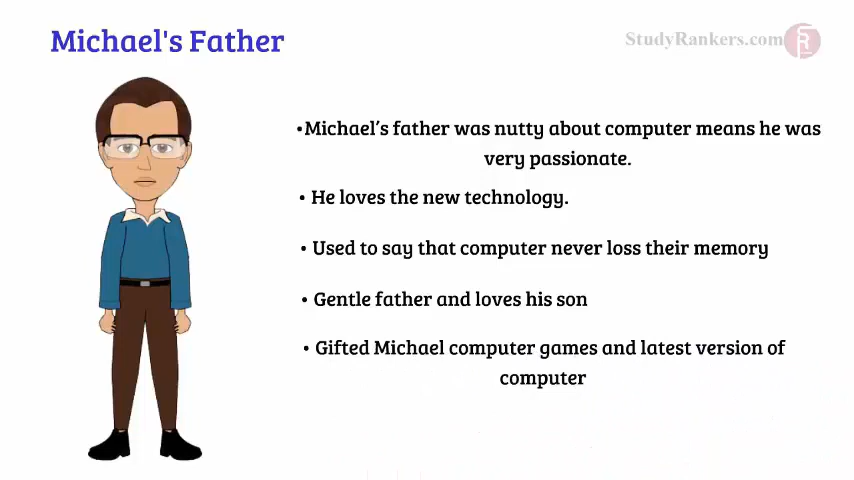 Michael's Father
StudyRankers.com
SR
•Michael's father was nutty about computer means he was
very passionate.
• He loves the new technology.
• Used to say that computer never loss their memory
• Gentle father and loves his son
• Gifted Michael computer games and latest version of
computer